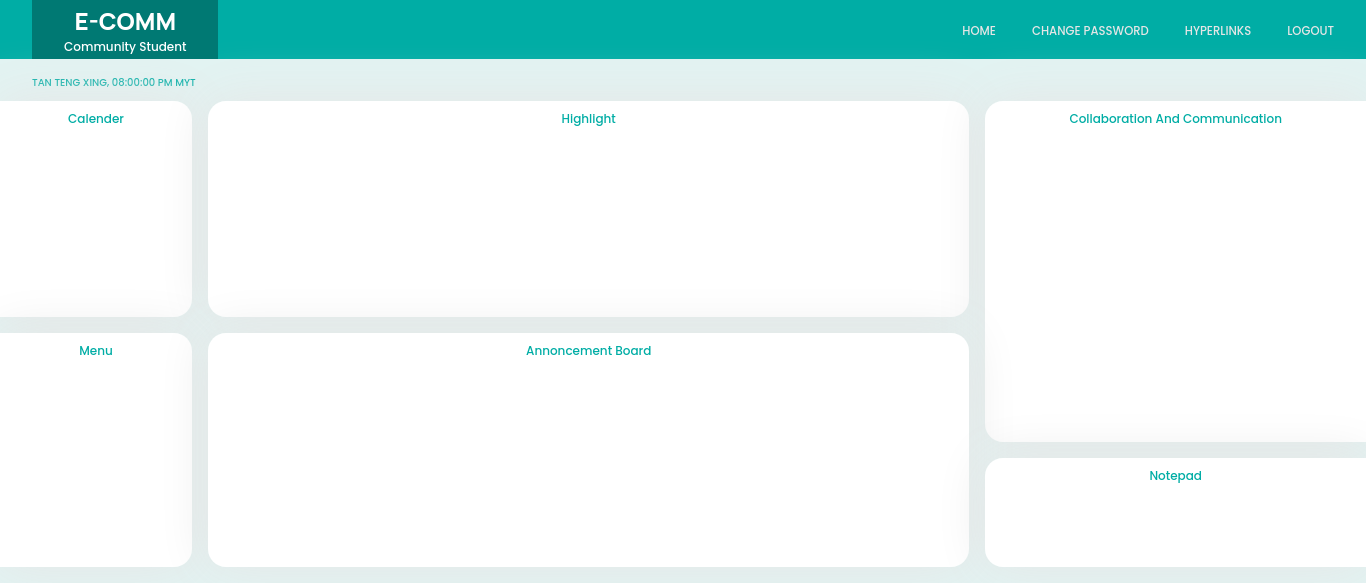 E-COMM
Community Student
HOME CHANGE PASSWORD HYPERLINKS LOGOUT
TAN TENG XING, 08:00:00 PM MYT
Calender
Highlight
Collaboration And Communication
Menu
Annoncement Board
Notepad